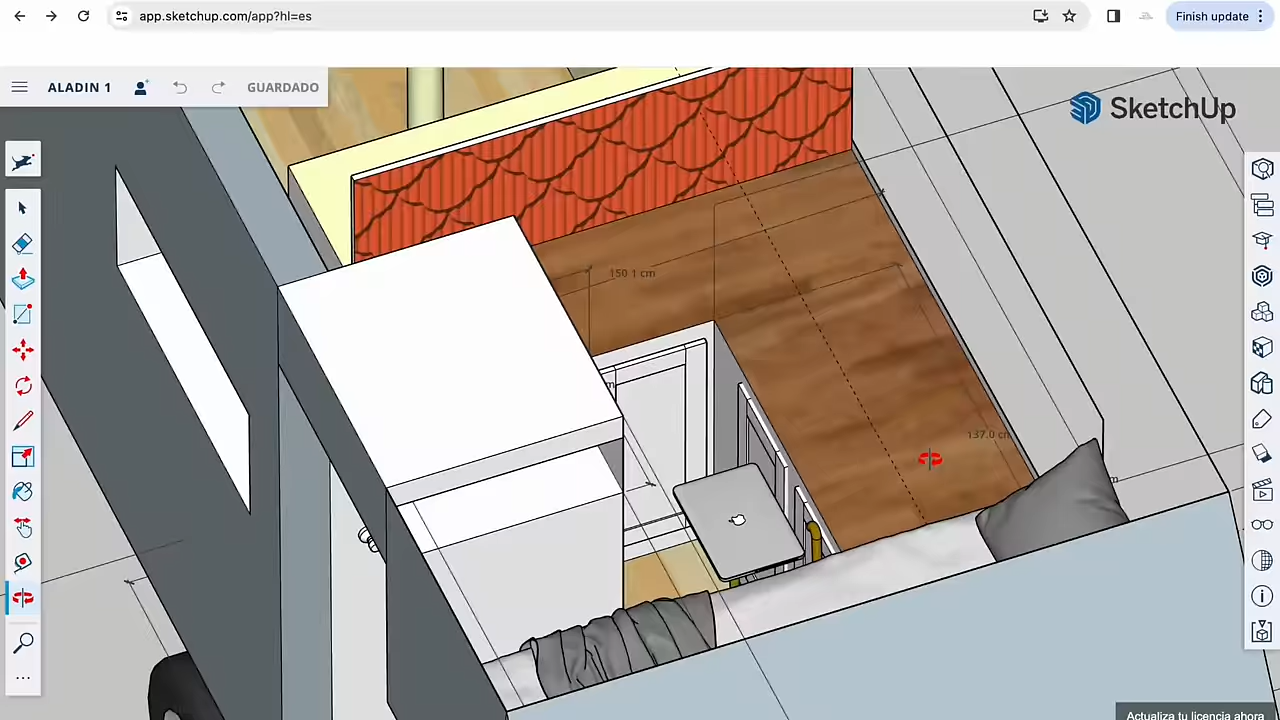 app.sketchup.com/app?hl=es
Finish update
ALADIN 1
GUARDADO
SketchUp
150.1 cm
137.0 cm
Actualiza tu licencia ahora